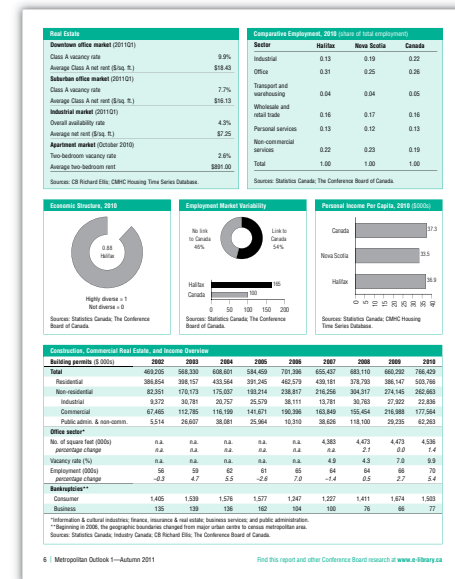 Real Estate
Downtown office market (2011Q1)
Class A vacancy rate 9.9%
Average Class A net rent ($/sq. ft.) $18.43
Suburban office market (2011Q1)
Class A vacancy rate 7.7%
Average Class A net rent ($/sq. ft.) $16.13
Industrial market (2011Q1)
Overall availability rate 4.3%
Average net rent ($/sq. ft.) $7.25
Apartment market (October 2010)
Two-bedroom vacancy rate 2.6%
Average two-bedroom rent $891.00
Sources: CB Richard Ellis; CMHC Housing Time Series Database.
Comparative Employment, 2010 (share of total employment)
Sector Halifax Nova Scotia Canada
Industrial 0.13 0.19 0.22
Office 0.31 0.25 0.26
Transport and
warehousing 0.04 0.04 0.05
Wholesale and
retail trade 0.16 0.17 0.16
Personal services 0.13 0.12 0.13
Non-commercial
services 0.22 0.23 0.19
Total 1.00 1.00 1.00
Sources: Statistics Canada; The Conference Board of Canada.
Economic Structure, 2010
0.88
Halifax
Highly diverse = 1
Not diverse = 0
Sources: Statistics Canada; The Conference
Board of Canada.
Employment Market Variability
No link
to Canada
46%
Link to
Canada
54%
Halifax 165
Canada 100
0 50 100 150 200
Sources: Statistics Canada; The Conference
Board of Canada.
Personal Income Per Capita, 2010 ($000s)
Canada 37.3
Nova Scotia 33.5
Halifax 36.9
0 5 10 15 20 25 30 35 40
Sources: Statistics Canada; CMHC Housing
Time Series Database.
Construction, Commercial Real Estate, and Income Overview
Building permits ($ 000s) 2002 2003 2004 2005 2006 2007 2008 2009 2010
Total 469,205 568,330 608,601 584,459 701,396 655,437 683,110 660,292 766,429
Residential 386,854 398,157 433,564 391,245 462,579 439,181 378,793 386,147 503,766
Non-residential 82,351 170,173 175,037 193,214 238,817 216,256 304,317 274,145 262,663
Industrial 9,372 30,781 20,757 25,579 38,111 13,781 30,763 27,922 22,836
Commercial 67,465 112,785 116,199 141,671 190,396 163,849 155,454 216,988 177,564
Public admin. & non-comm. 5,514 26,607 38,081 25,964 10,310 38,626 118,100 29,235 62,263
Office sector*
No. of square feet (000s) n.a. n.a. n.a. n.a. n.a. 4,383 4,473 4,473 4,536
percentage change n.a. n.a. n.a. n.a. n.a. n.a. 2.1 0.0 1.4
Vacancy rate (%) n.a. n.a. n.a. n.a. n.a. 4.9 4.3 7.0 9.9
Employment (000s) 56 59 62 61 65 64 64 66 70
percentage change –0.3 4.7 5.5 –2.6 7.0 –1.4 0.5 2.7 5.4
Bankruptcies**
Consumer 1,405 1,539 1,576 1,577 1,247 1,227 1,411 1,674 1,503
Business 135 139 136 162 104 100 76 66 77
*Information & cultural industries; finance, insurance & real estate; business services; and public administration.
**Beginning in 2006, the geographic boundaries changed from major urban centre to census metropolitan area.
Sources: Statistics Canada; Industry Canada; CB Richard Ellis; The Conference Board of Canada.
6 | Metropolitan Outlook 1—Autumn 2011
Find this report and other Conference Board research at www.e-library.ca